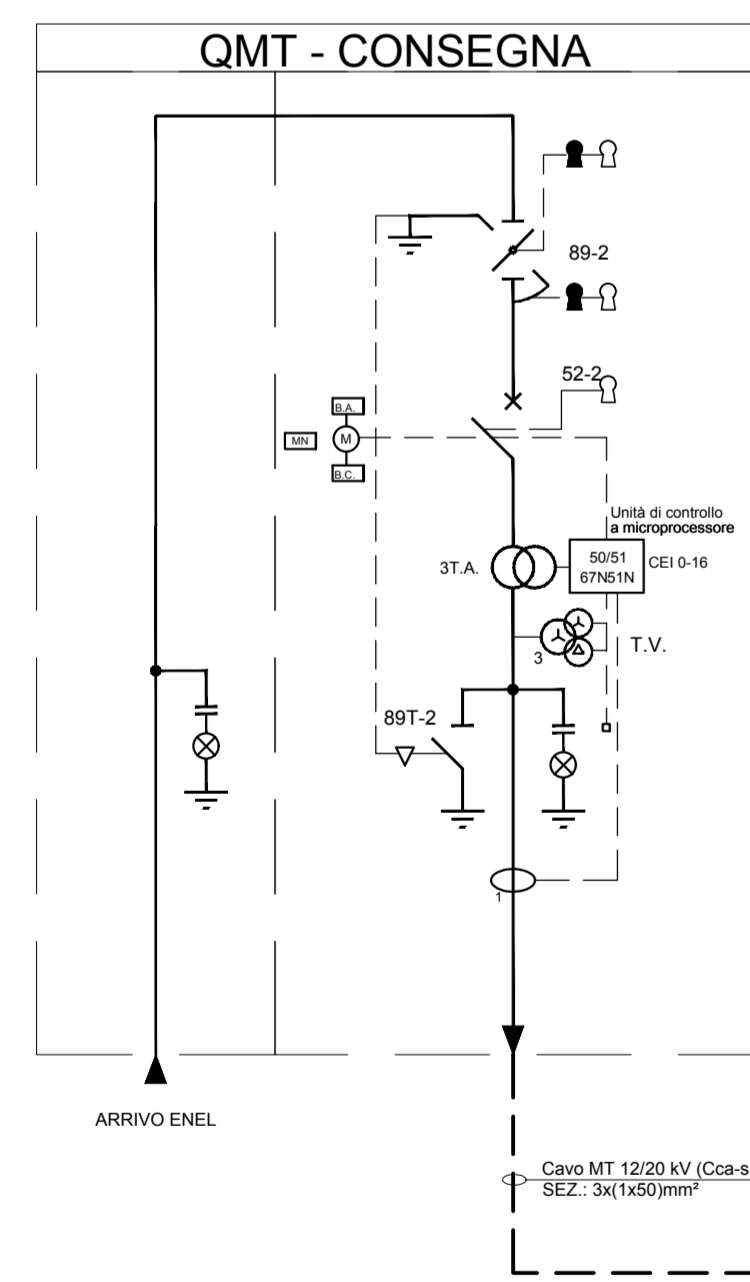 QMT - CONSEGNA
89-2
52-2
B.A.
MN
M
B.C.
Unità di controllo
a microprocessore
3T.A.
50/51
67N51N
CEI 0-16
3
T.V.
89T-2
1
ARRIVO ENEL
Cavo MT 12/20 kV (Cca-s
SEZ.: 3x(1x50)mm²